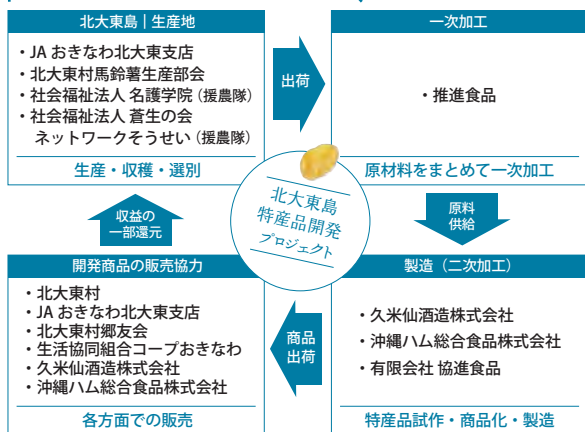 北大東島 | 生産地
・JA おきなわ北大東支店
・北大東村馬鈴薯生産部会
・社会福祉法人 名護学院（援農隊）
・社会福祉法人 蒼生の会
ネットワークそうせい（援農隊）
生産・収穫・選別
出荷
一次加工
・推進食品
原材料をまとめて一次加工
北大東島
特産品開発
プロジェクト
収益の
一部還元
原料
供給
開発商品の販売協力
・北大東村
・JA おきなわ北大東支店
・北大東村郷友会
・生活協同組合コープおきなわ
・久米仙酒造株式会社
・沖縄ハム総合食品株式会社
各方面での販売
商品
出荷
製造（二次加工）
・久米仙酒造株式会社
・沖縄ハム総合食品株式会社
・有限会社 協進食品
特産品試作・商品化・製造